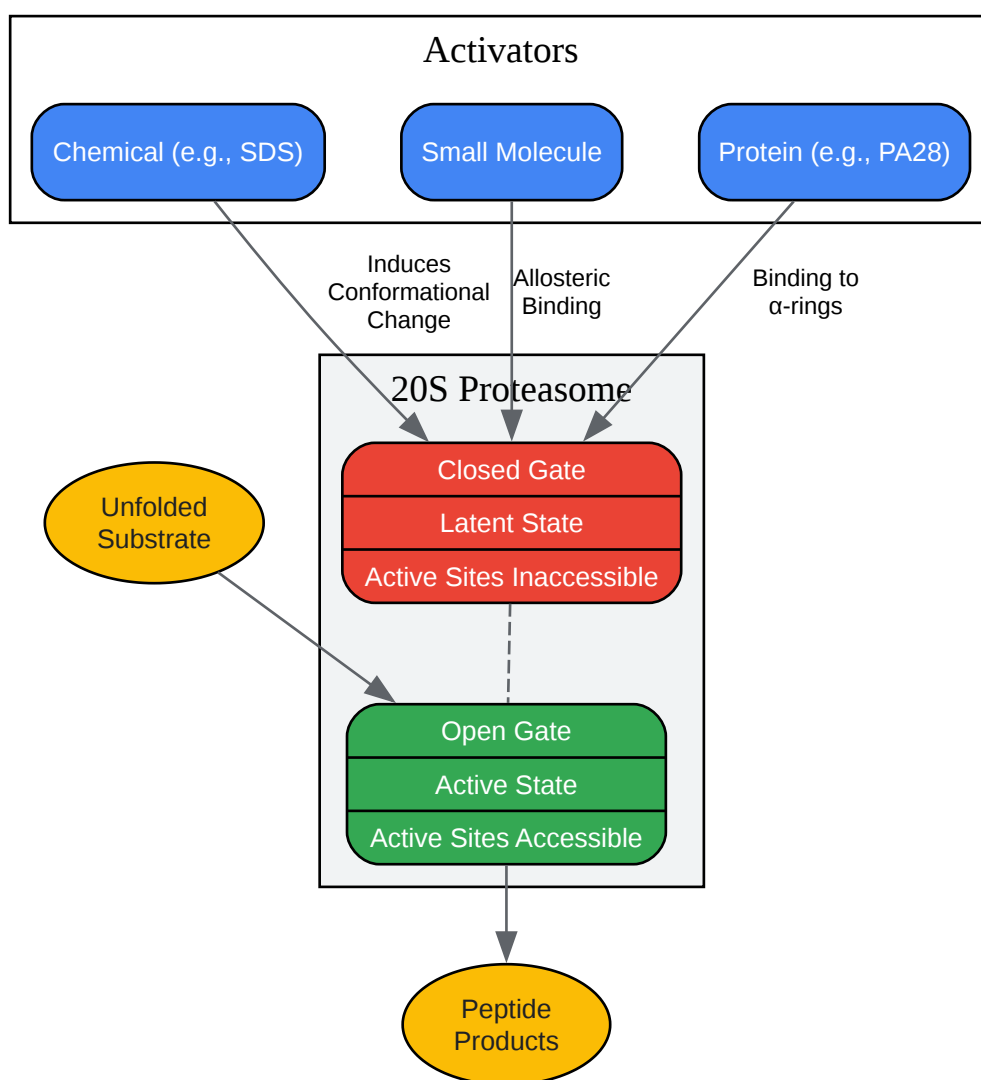 Activators
Chemical (e.g., SDS)
Small Molecule
Protein (e.g., PA28)
Induces
Conformational
Change
Allosteric
Binding
Binding to
α-rings
20S Proteasome
Closed Gate
Latent State
Active Sites Inaccessible
Unfolded
Substrate
Open Gate
Active State
Active Sites Accessible
Peptide
Products